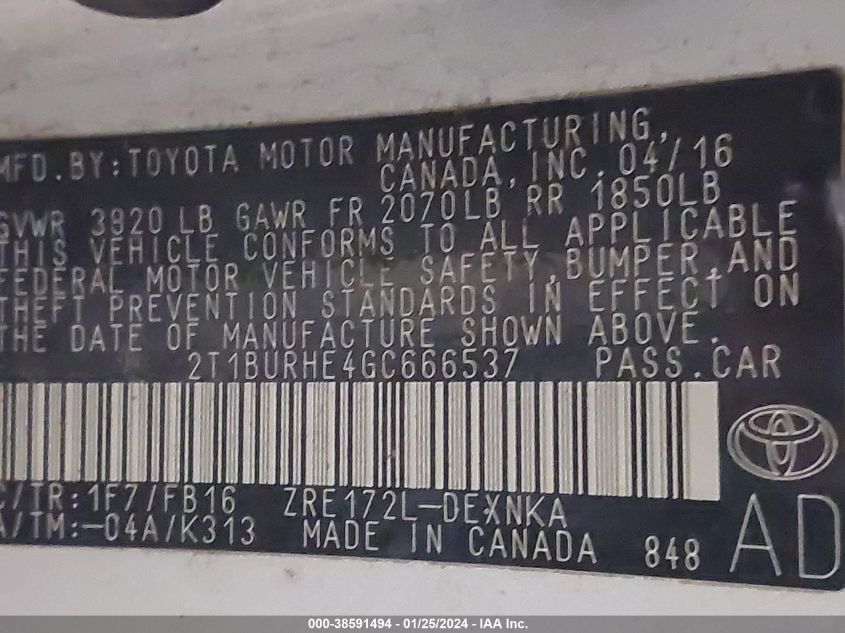 MFD.BY:TOYOTA MOTOR MANUFACTURING,
CANADA, INC. 04/16
GVWR 3820 LB GAWR FR 2070LB RR 1850LB
THIS VEHICLE CONFORMS TO ALL APPLICABLE
FEDERAL MOTOR VEHICLE SAFETY,BUMPER,AND
THEFT PREVENTION STANDARDS IN EFFECT ON
THE DATE OF MANUFACTURE SHOWN ABOVE.
2T1BURHE4GC666537 PASS.CAR
C/TR:1F7/FB16 ZRE172L-DEXNKA
A/TM:-04A/K313 MADE IN CANADA 848 AD
000-38591494 - 01/25/2024 - IAA Inc.